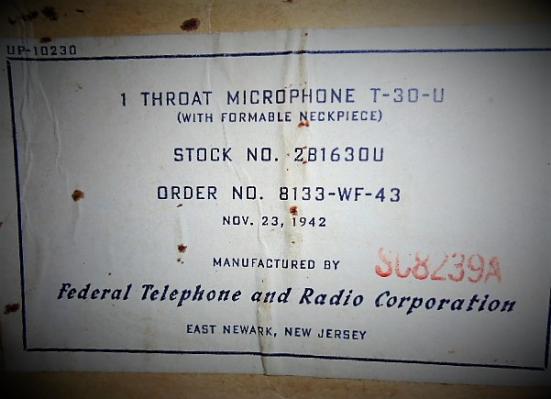 UP-10230
1 THROAT MICROPHONE T-30-U
(WITH FORMABLE NECKPIECE)
STOCK NO. 2B1630U
ORDER NO. 8133-WF-43
NOV. 23, 1942
MANUFACTURED BY
SC8239A
Federal Telephone and Radio Corporation
EAST NEWARK, NEW JERSEY